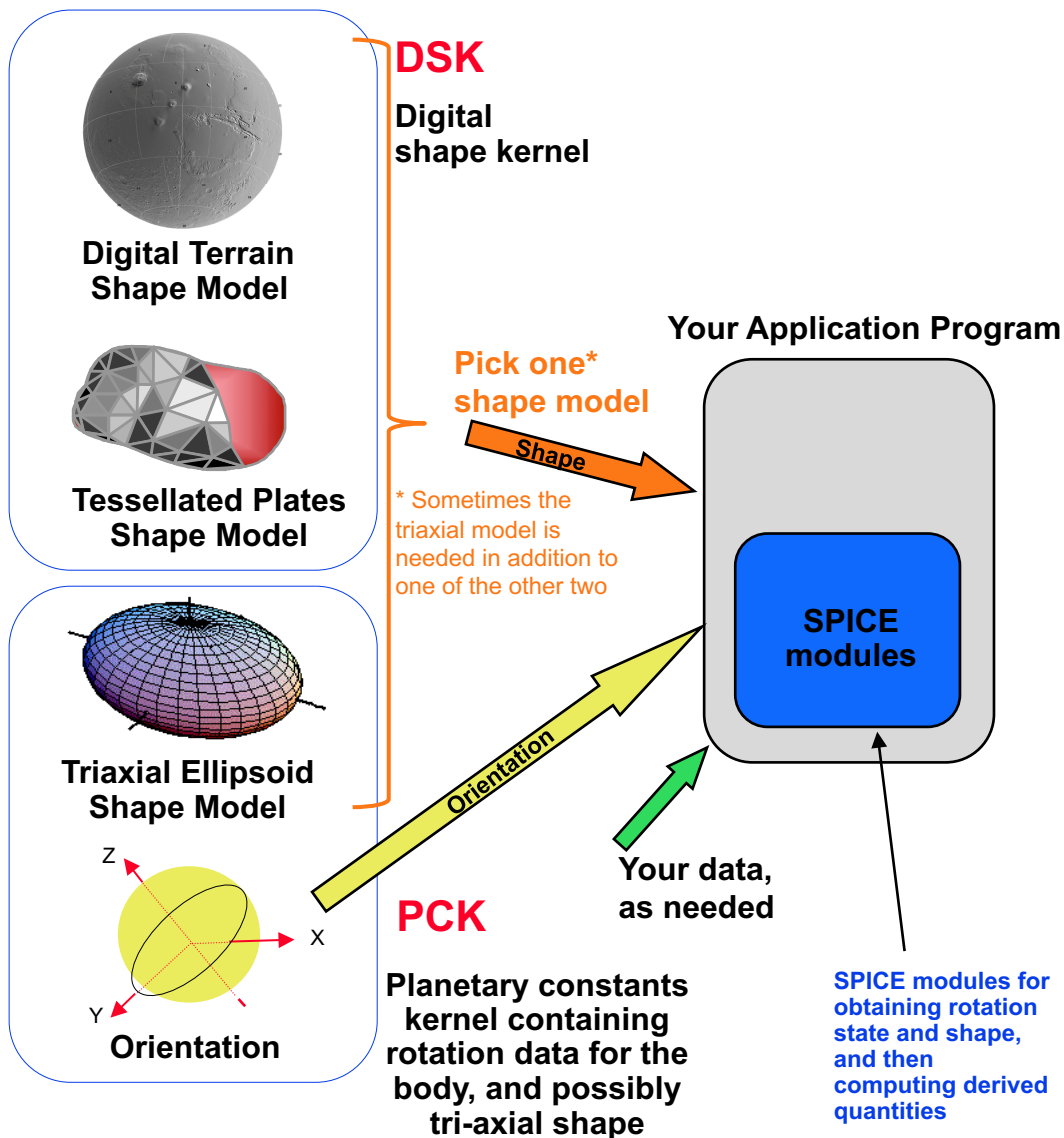 DSK
Digital
shape kernel
Digital Terrain
Shape Model
Your Application Program
Pick one*
shape model
Shape
Tessellated Plates
Shape Model
* Sometimes the
triaxial model is
needed in addition to
one of the other two
SPICE
modules
Triaxial Ellipsoid
Shape Model
Orientation
Your data,
as needed
Z
X
Y
Orientation
PCK
Planetary constants
kernel containing
rotation data for the
body, and possibly
tri-axial shape
SPICE modules for
obtaining rotation
state and shape,
and then
computing derived
quantities